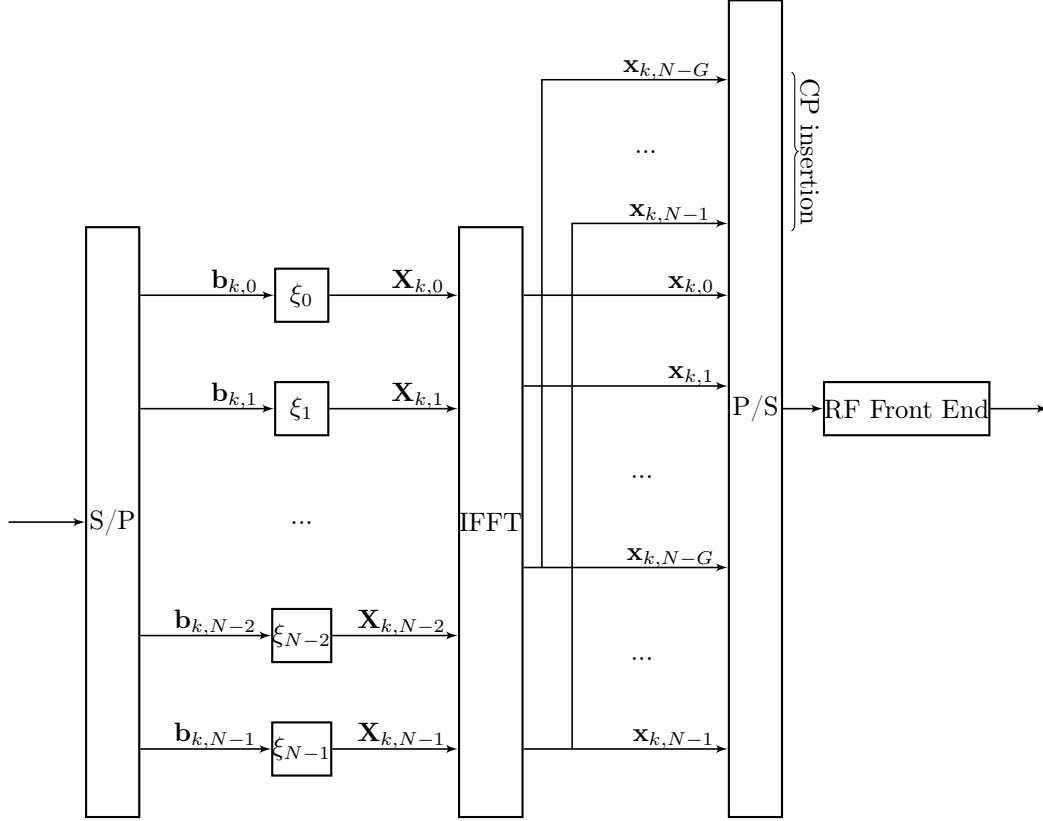 x_{k,N−G}
CP insertion
...
x_{k,N−1}
b_{k,0}
ξ_0
X_{k,0}
x_{k,0}
b_{k,1}
ξ_1
X_{k,1}
x_{k,1}
P/S
RF Front End
...
S/P
...
IFFT
x_{k,N−G}
b_{k,N−2}
ξ_{N−2}
X_{k,N−2}
...
b_{k,N−1}
ξ_{N−1}
X_{k,N−1}
x_{k,N−1}